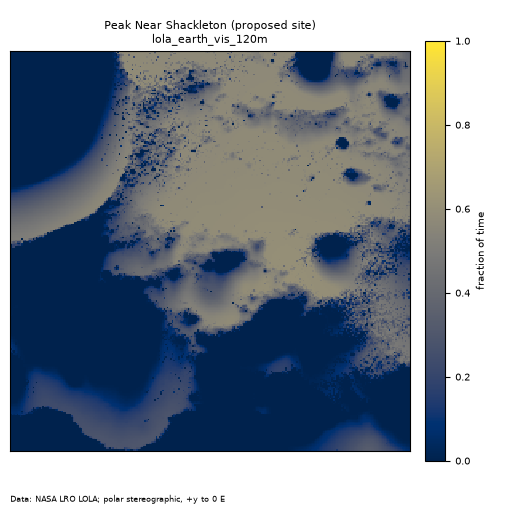 Peak Near Shackleton (proposed site)
lola_earth_vis_120m
1.0
0.8
0.6
0.4
0.2
0.0
fraction of time
Data: NASA LRO LOLA; polar stereographic, +y to 0 E